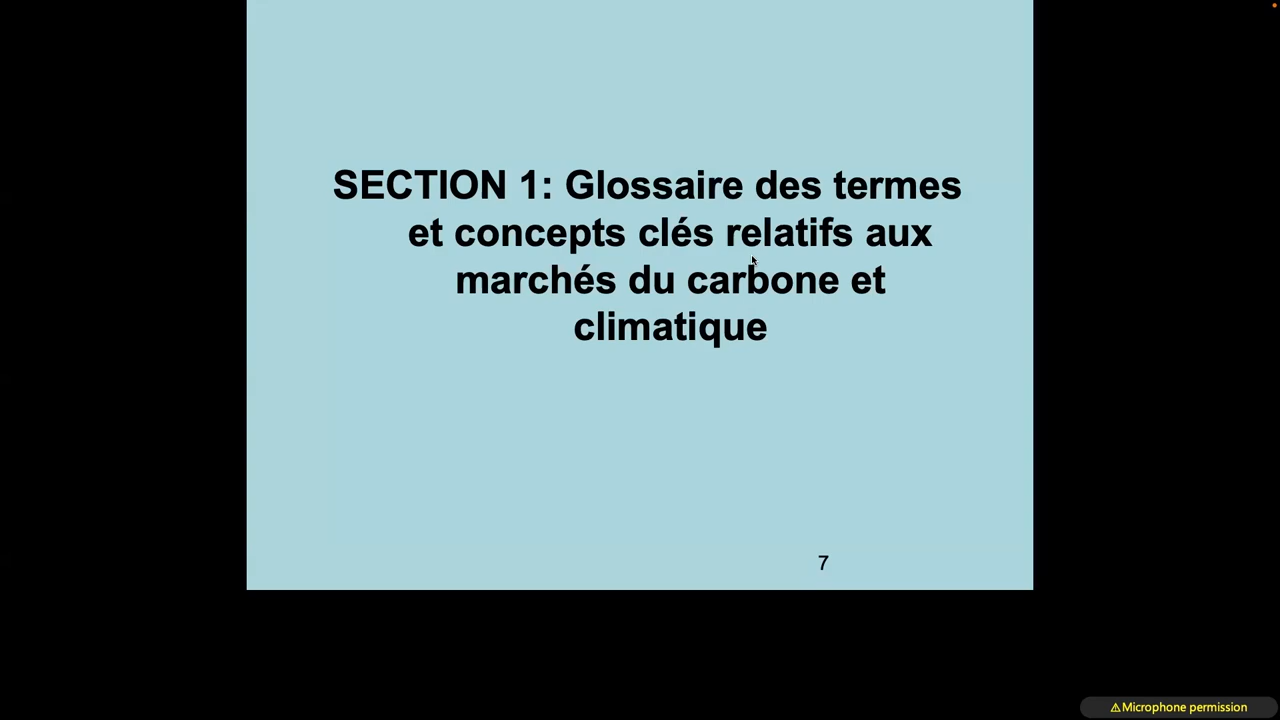 SECTION 1: Glossaire des termes
et concepts clés relatifs aux
marchés du carbone et
climatique
7
⚠Microphone permission